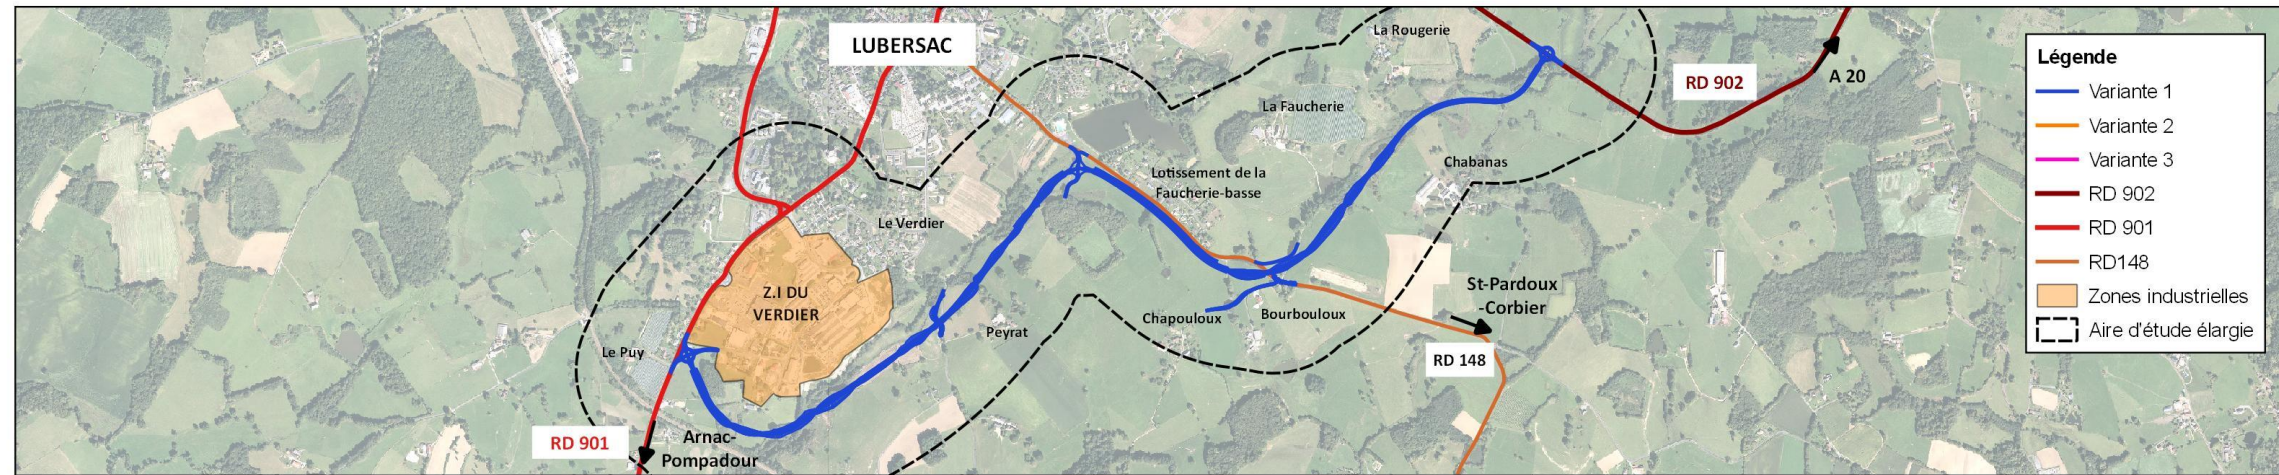 LUBERSAC
La Rougerie
RD 902
A 20
La Faucherie
Lotissement de la
Faucherie-basse
Chabanas
Le Verdier
Z.I DU
VERDIER
Le Puy
Peyrat
Chapouloux
Bourbouloux
St-Pardoux
-Corbier
RD 148
RD 901
Arnac-
Pompadour
Légende
Variante 1
Variante 2
Variante 3
RD 902
RD 901
RD148
Zones industrielles
Aire d'étude élargie